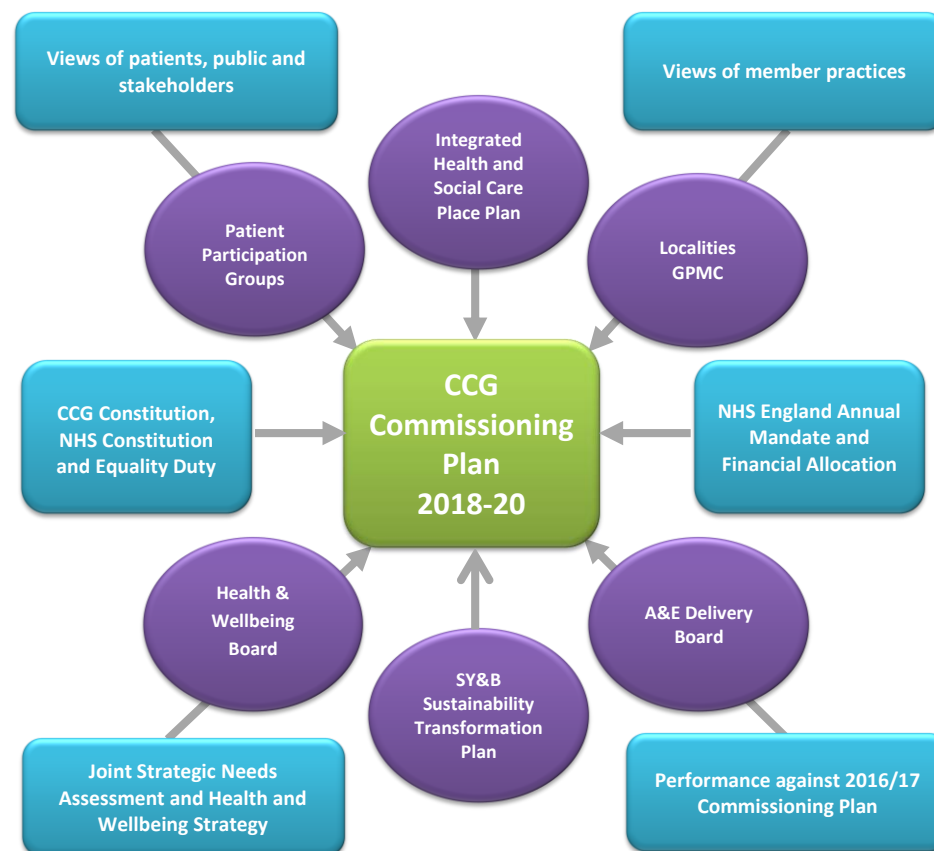 Views of patients, public and
stakeholders
Views of member practices
Integrated
Health and
Social Care
Place Plan
Patient
Participation
Groups
Localities
GPMC
CCG Constitution,
NHS Constitution
and Equality Duty
CCG
Commissioning
Plan
2018-20
NHS England Annual
Mandate and
Financial Allocation
Health &
Wellbeing
Board
A&E Delivery
Board
SY&B
Sustainability
Transformation
Plan
Joint Strategic Needs
Assessment and Health and
Wellbeing Strategy
Performance against 2016/17
Commissioning Plan